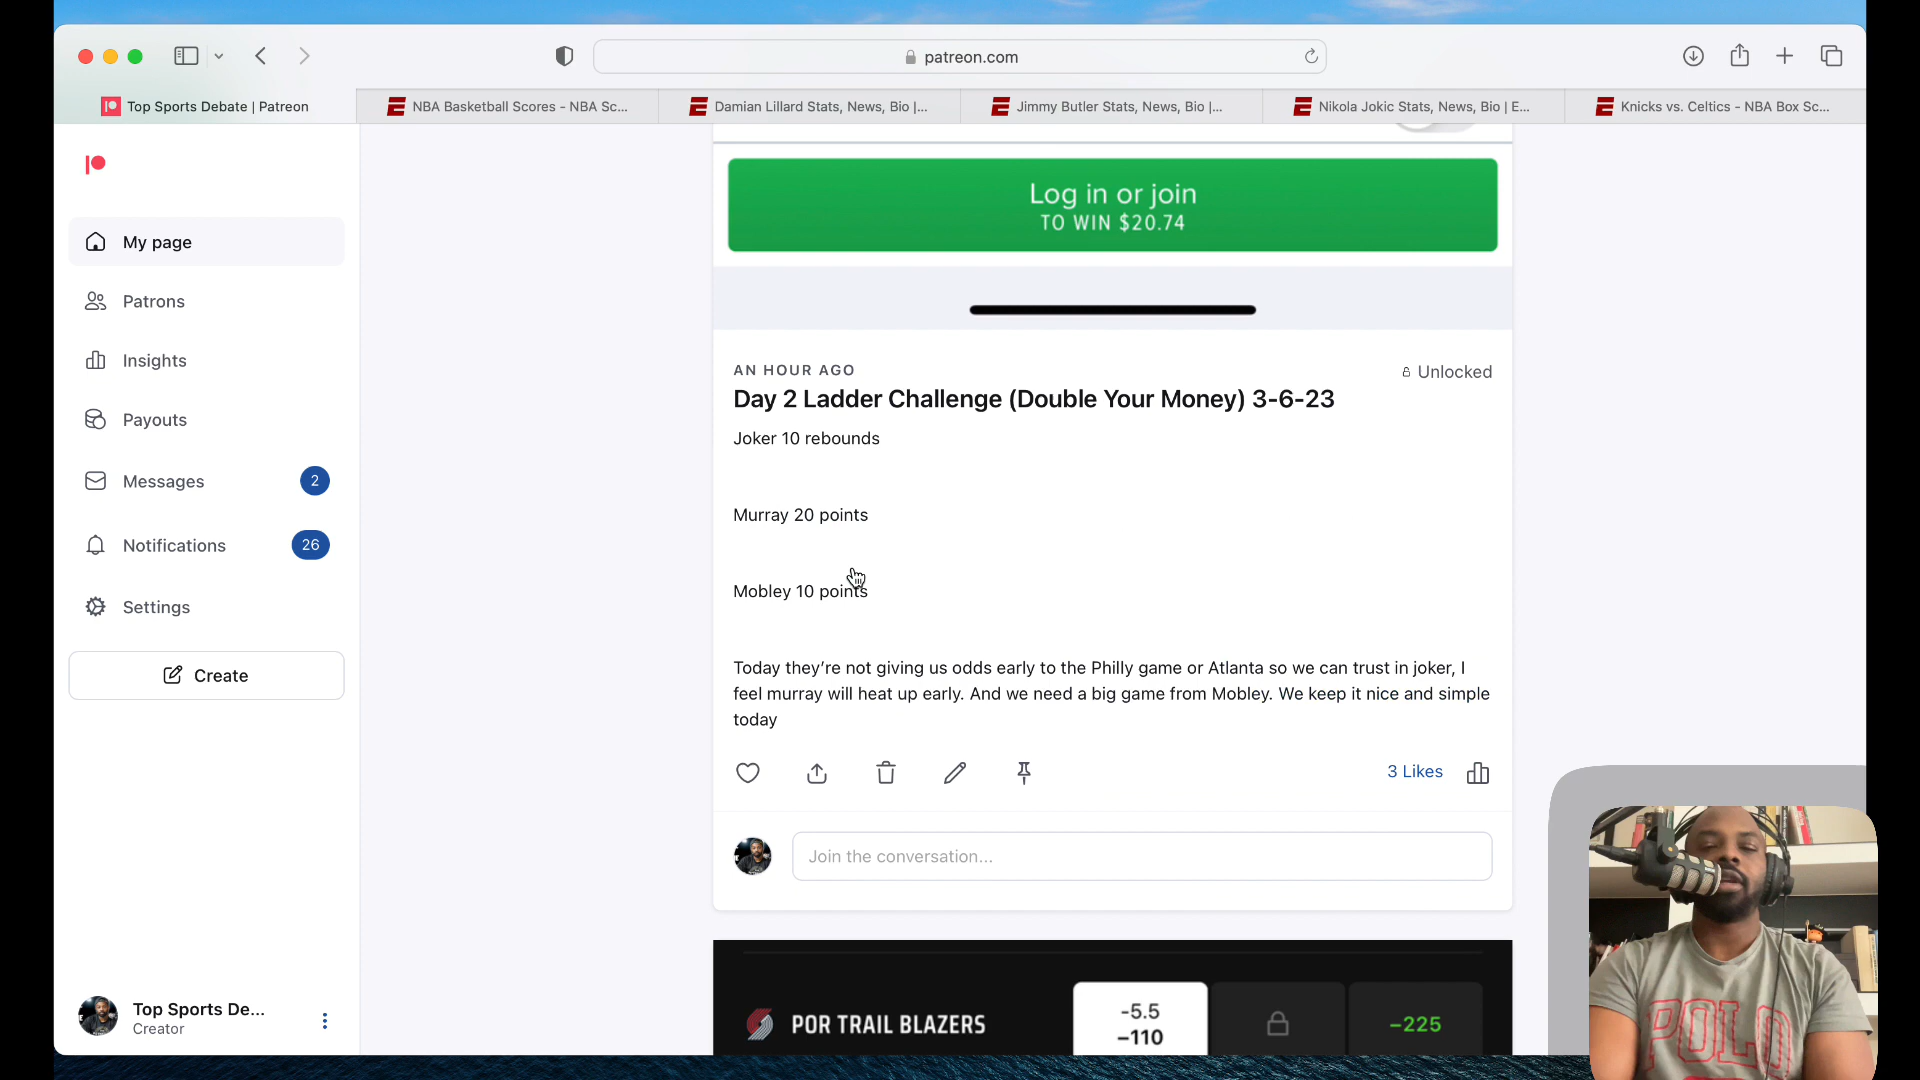 patreon.com
Top Sports Debate | Patreon
NBA Basketball Scores - NBA Sc...
Damian Lillard Stats, News, Bio |...
Jimmy Butler Stats, News, Bio |...
Nikola Jokic Stats, News, Bio | E...
Knicks vs. Celtics - NBA Box Sc...
My page
Patrons
Insights
Payouts
Messages 2
Notifications 26
Settings
Create
Top Sports De...
Creator
Log in or join
TO WIN $20.74
AN HOUR AGO
Unlocked
Day 2 Ladder Challenge (Double Your Money) 3-6-23
Joker 10 rebounds
Murray 20 points
Mobley 10 points
Today they're not giving us odds early to the Philly game or Atlanta so we can trust in joker, I
feel murray will heat up early. And we need a big game from Mobley. We keep it nice and simple
today
3 Likes
Join the conversation...
POR TRAIL BLAZERS
-5.5
-110
-225
POLO